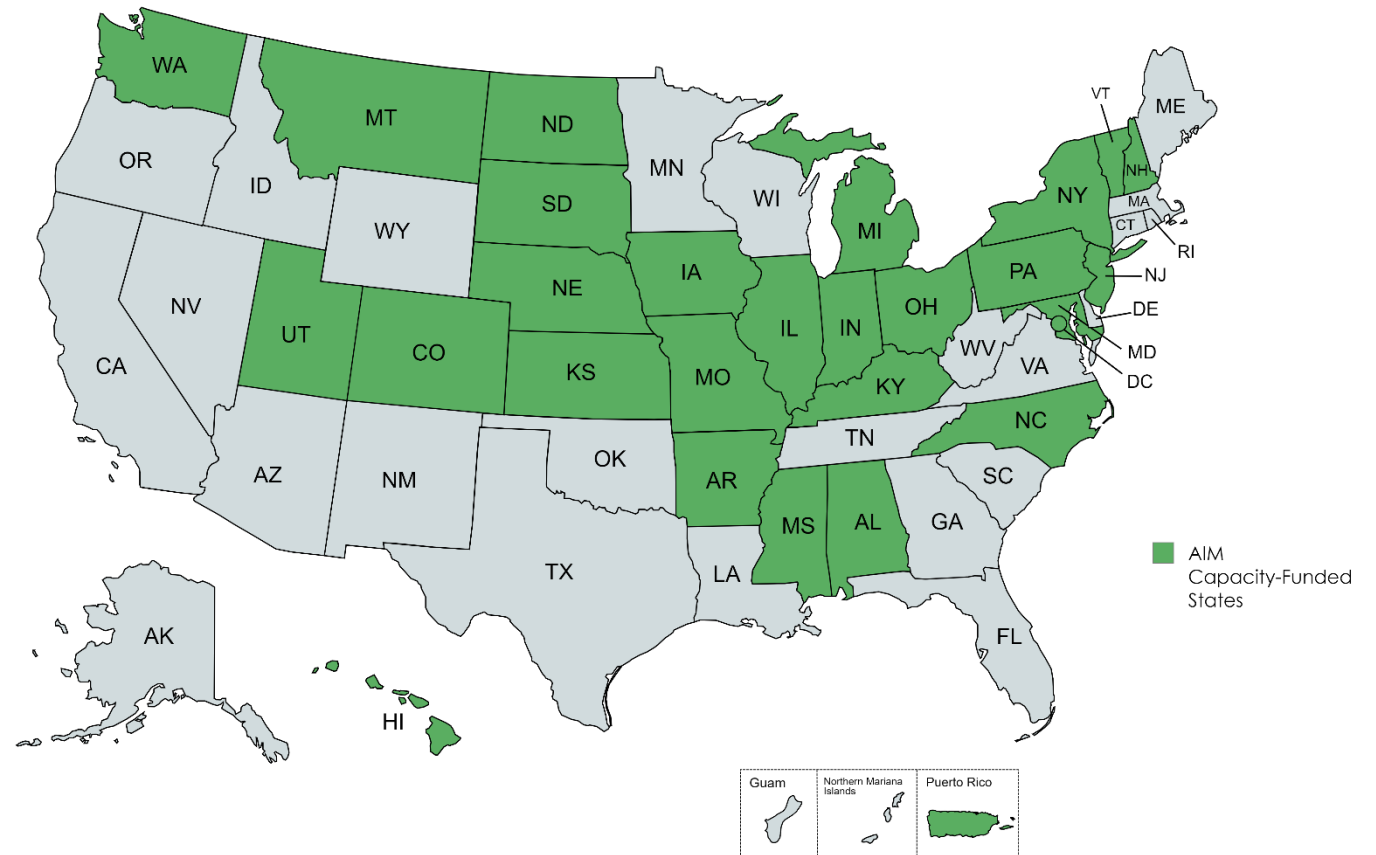 WA
MT
ND
VT
ME
OR
ID
MN
WI
NH
SD
NY
MA
WY
MI
CT
RI
IA
PA
NJ
NE
NV
OH
DE
UT
IL
IN
CO
WV
MD
CA
KS
VA
DC
MO
KY
NC
TN
OK
AZ
NM
SC
AR
GA
MS
AL
TX
LA
AIM
Capacity-Funded
States
AK
FL
HI
Guam
Northern Mariana
Islands
Puerto Rico